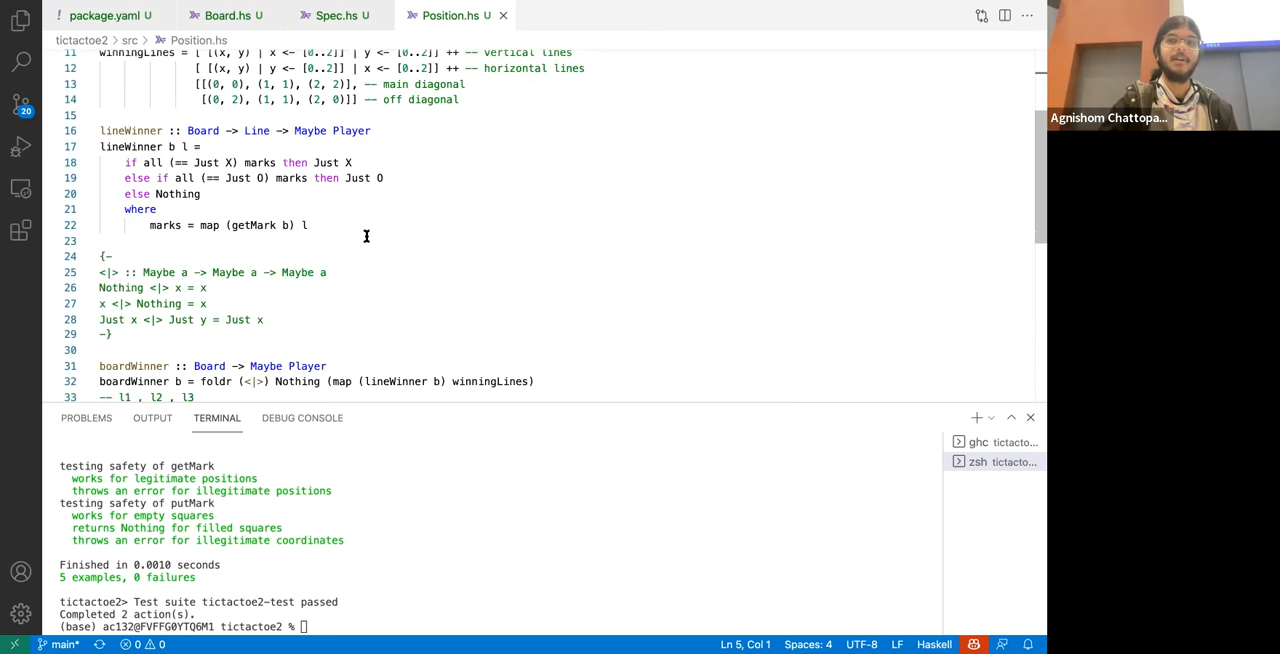 package.yaml U
Board.hs U
Spec.hs U
Position.hs U
tictactoe2 > src > Position.hs
11 winningLines = [ [(x, y) | x <- [0..2]] | y <- [0..2]] ++ -- vertical lines
12 [ [(x, y) | y <- [0..2]] | x <- [0..2]] ++ -- horizontal lines
13 [[(0, 0), (1, 1), (2, 2)], -- main diagonal
14 [(0, 2), (1, 1), (2, 0)]] -- off diagonal
15
16 lineWinner :: Board -> Line -> Maybe Player
17 lineWinner b l =
18 if all (== Just X) marks then Just X
19 else if all (== Just O) marks then Just O
20 else Nothing
21 where
22 marks = map (getMark b) l
23
24 {-
25 <|> :: Maybe a -> Maybe a -> Maybe a
26 Nothing <|> x = x
27 x <|> Nothing = x
28 Just x <|> Just y = Just x
29 -}
30
31 boardWinner :: Board -> Maybe Player
32 boardWinner b = foldr (<|>) Nothing (map (lineWinner b) winningLines)
33 -- l1 , l2 , l3
PROBLEMS OUTPUT TERMINAL DEBUG CONSOLE
ghc tictacto...
zsh tictacto...
testing safety of getMark
works for legitimate positions
throws an error for illegitimate positions
testing safety of putMark
works for empty squares
returns Nothing for filled squares
throws an error for illegitimate coordinates
Finished in 0.0010 seconds
5 examples, 0 failures
tictactoe2> Test suite tictactoe2-test passed
Completed 2 action(s).
(base) ac132@FVFFG0YTQ6M1 tictactoe2 %
20
main* 0 0 Ln 5, Col 1 Spaces: 4 UTF-8 LF Haskell
Agnishom Chattopa...